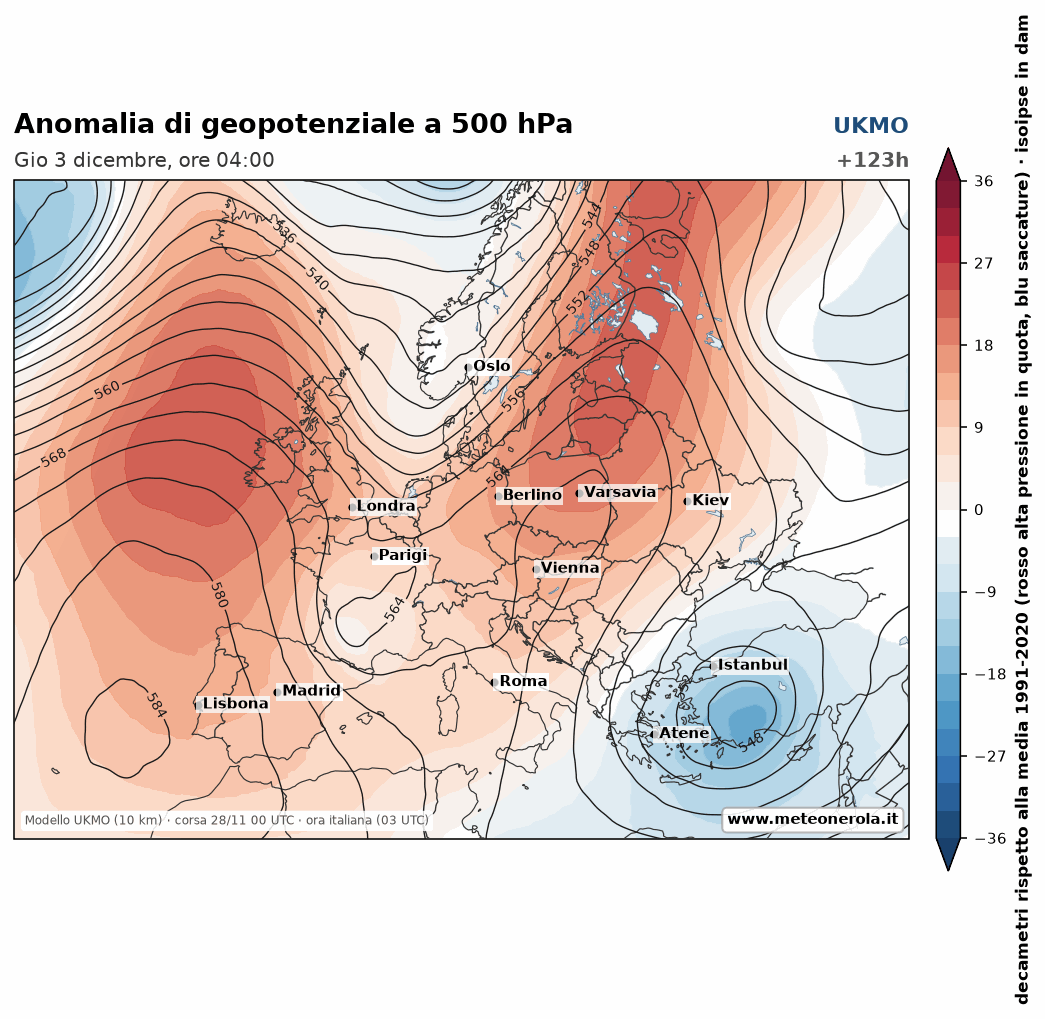 Anomalia di geopotenziale a 500 hPa
UKMO
Gio 3 dicembre, ore 04:00
+123h
536
540
544
548
552
556
560
564
568
564
580
584
548
Oslo
Londra
Berlino
Varsavia
Kiev
Parigi
Vienna
Roma
Madrid
Lisbona
Istanbul
Atene
Modello UKMO (10 km) · corsa 28/11 00 UTC · ora italiana (03 UTC)
www.meteonerola.it
36
27
18
9
0
−9
−18
−27
−36
decametri rispetto alla media 1991-2020 (rosso alta pressione in quota, blu saccature) · isoipse in dam